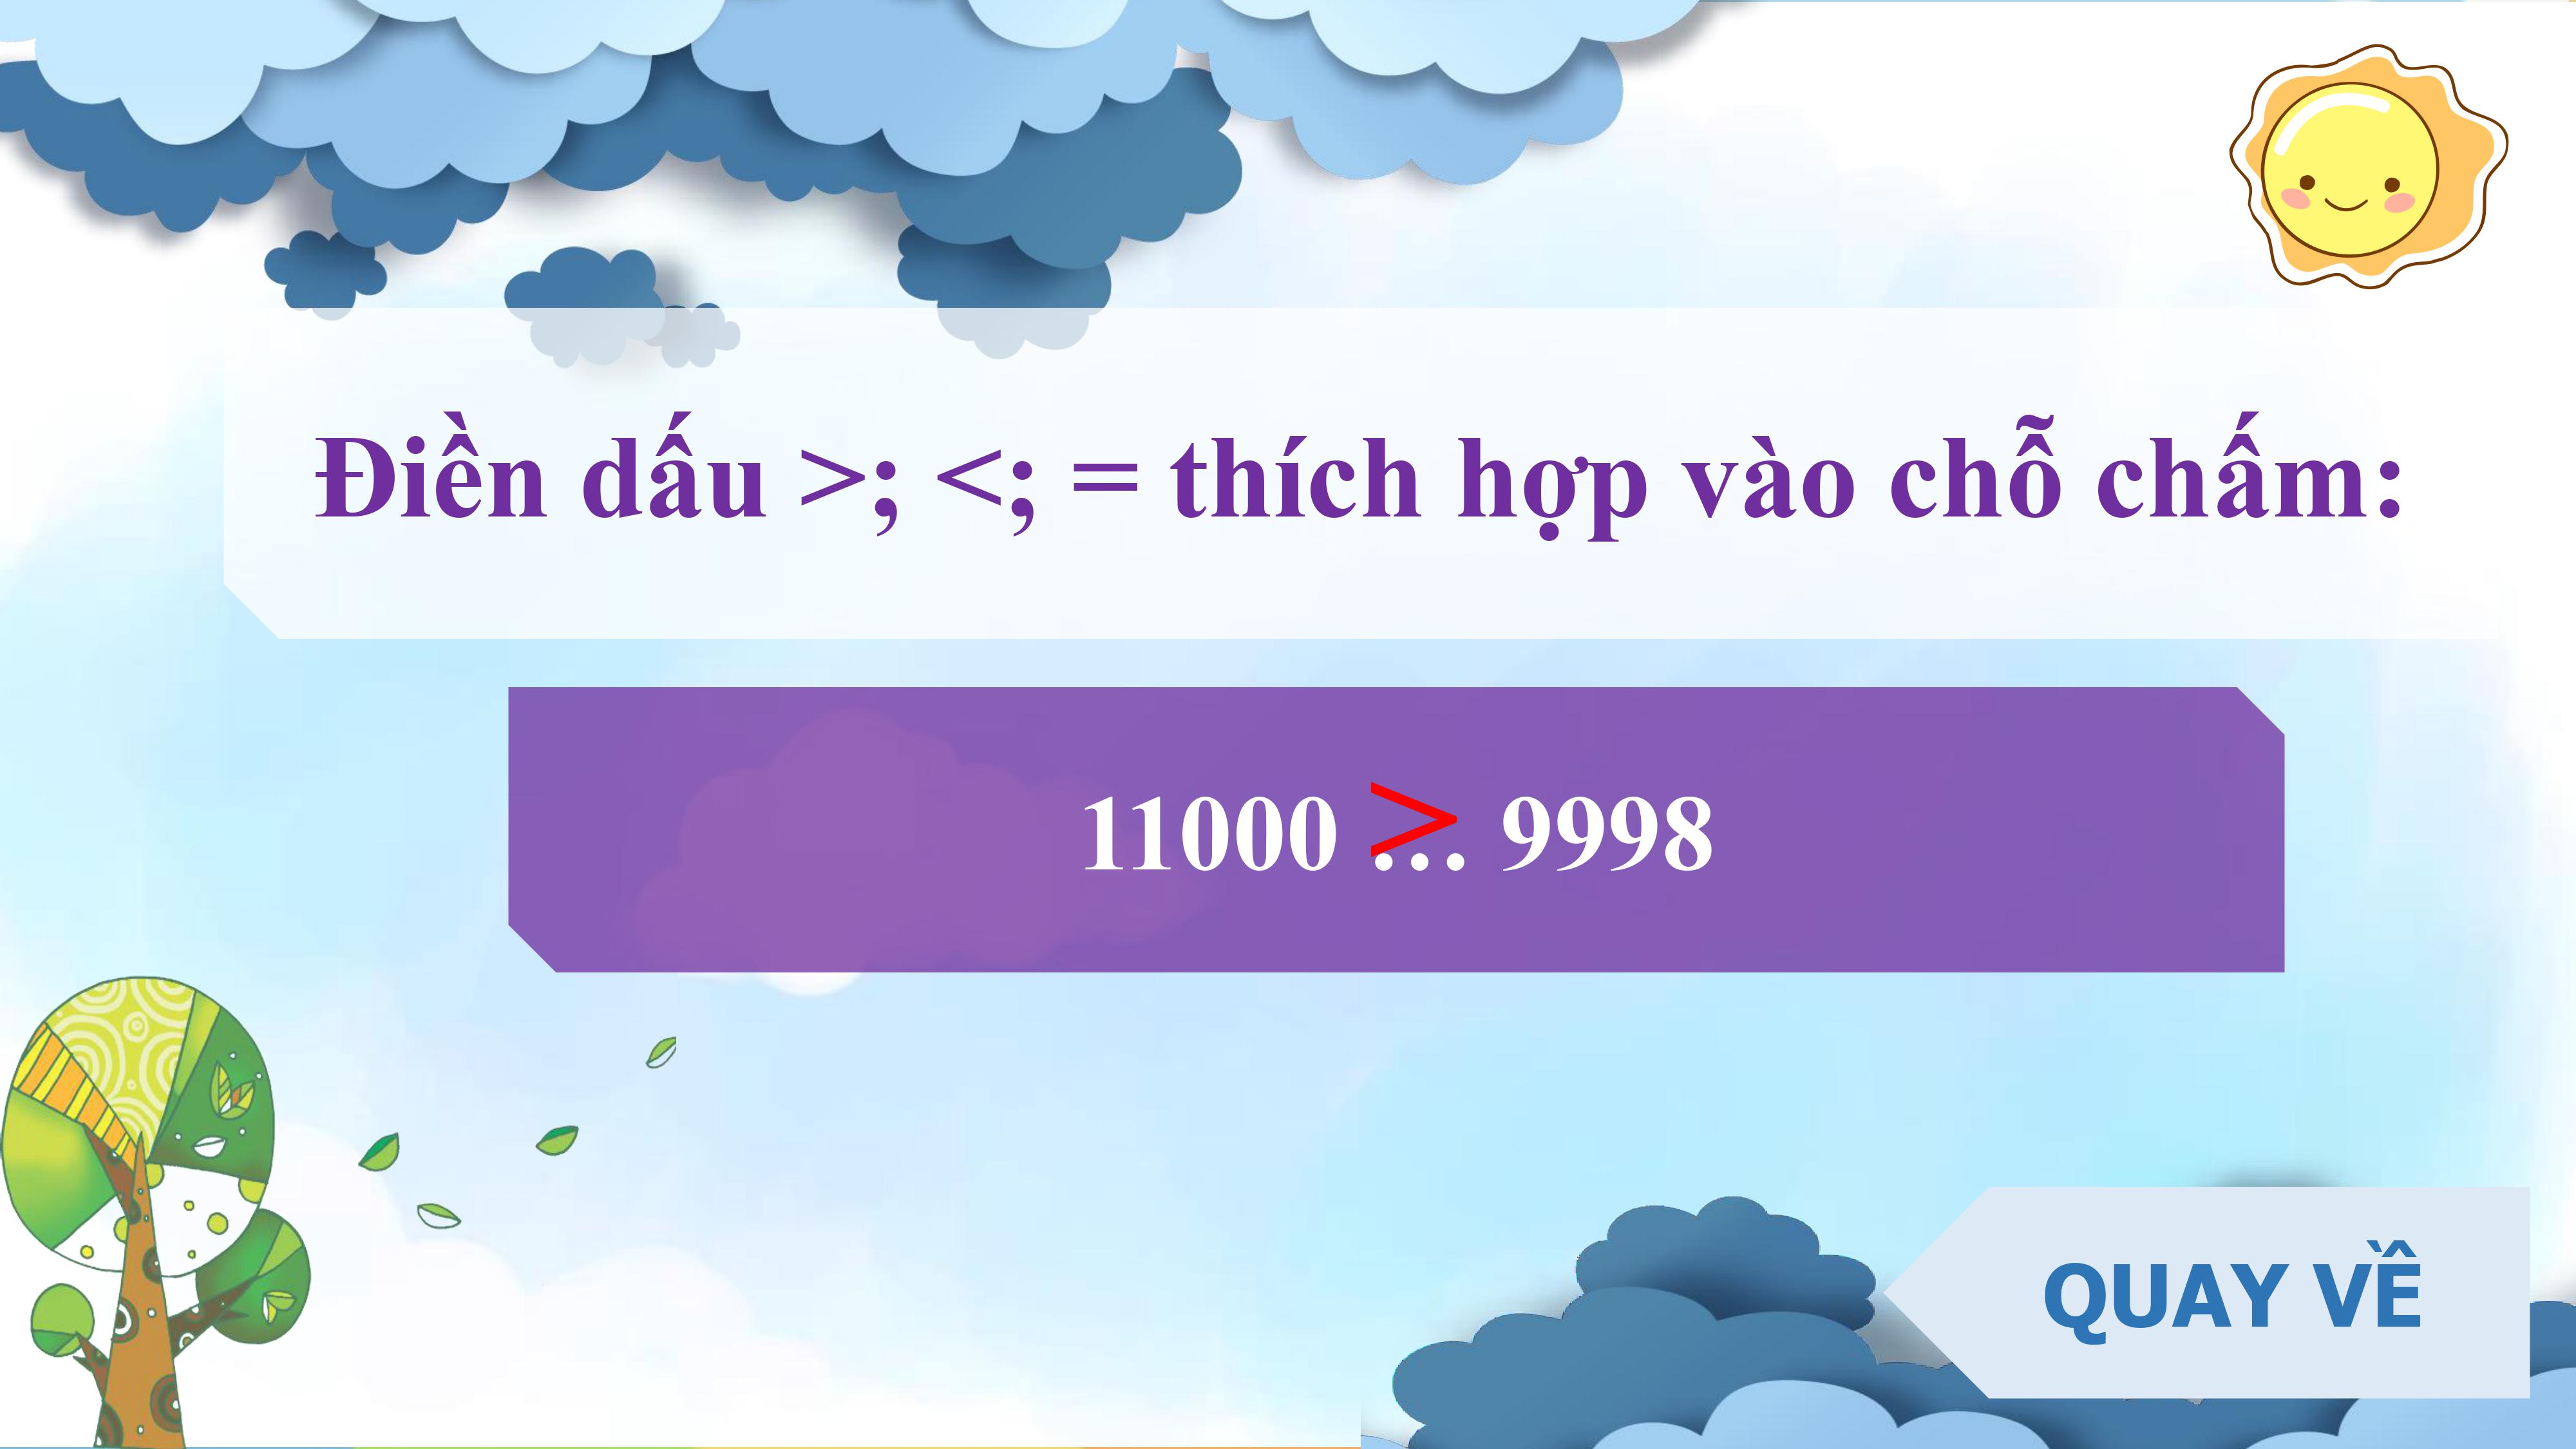 Điền dấu >; <; = thích hợp vào chỗ chấm:
11000 > … 9998
QUAY VỀ